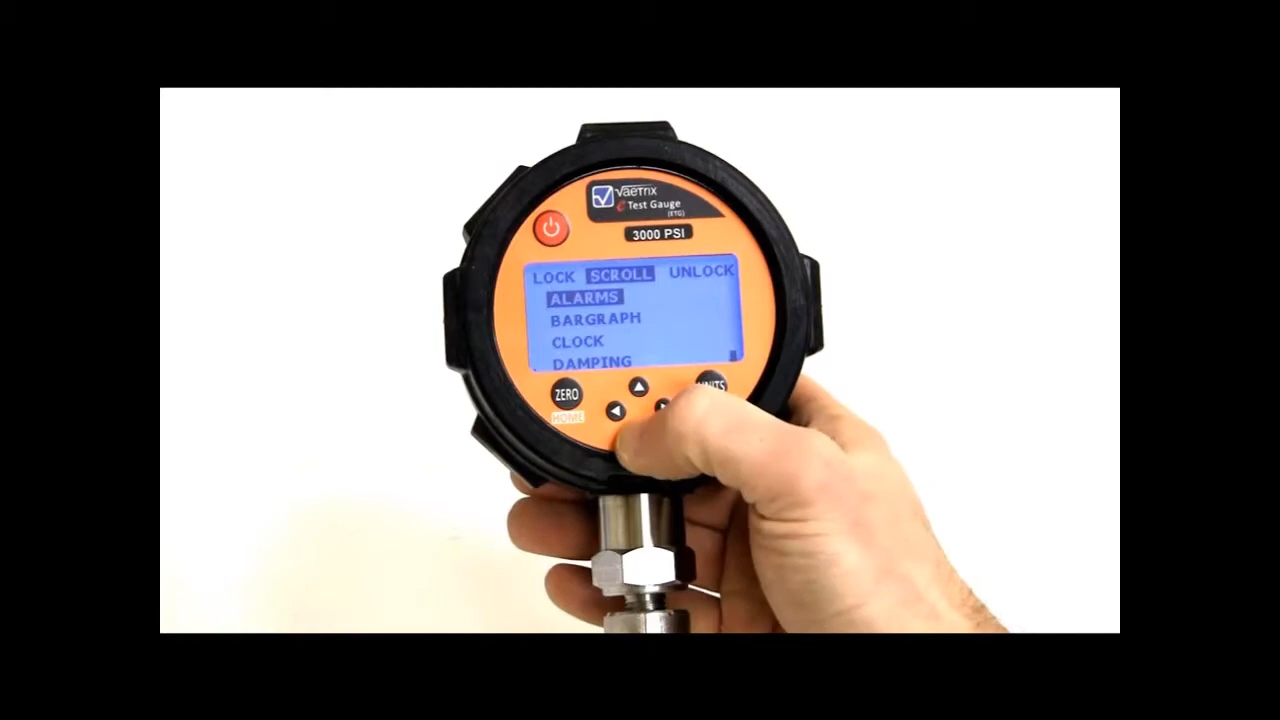 VAETRIX
e Test Gauge
(ETG)
3000 PSI
LOCK SCROLL UNLOCK
ALARMS
BARGRAPH
CLOCK
DAMPING
ZERO
HOME